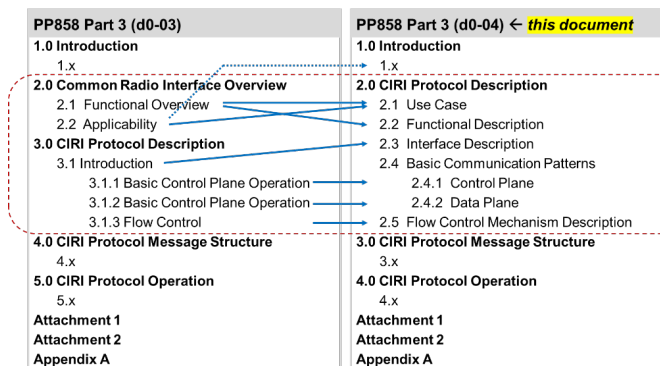 PP858 Part 3 (d0-03)
1.0 Introduction
1.x
2.0 Common Radio Interface Overview
2.1 Functional Overview
2.2 Applicability
3.0 CIRI Protocol Description
3.1 Introduction
3.1.1 Basic Control Plane Operation
3.1.2 Basic Control Plane Operation
3.1.3 Flow Control
4.0 CIRI Protocol Message Structure
4.x
5.0 CIRI Protocol Operation
5.x
Attachment 1
Attachment 2
Appendix A
PP858 Part 3 (d0-04) ← this document
1.0 Introduction
1.x
2.0 CIRI Protocol Description
2.1 Use Case
2.2 Functional Description
2.3 Interface Description
2.4 Basic Communication Patterns
2.4.1 Control Plane
2.4.2 Data Plane
2.5 Flow Control Mechanism Description
3.0 CIRI Protocol Message Structure
3.x
4.0 CIRI Protocol Operation
4.x
Attachment 1
Attachment 2
Appendix A